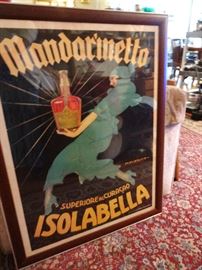 Mandarinetto
SUPERIORE AL CURAÇAO
ISOLABELLA